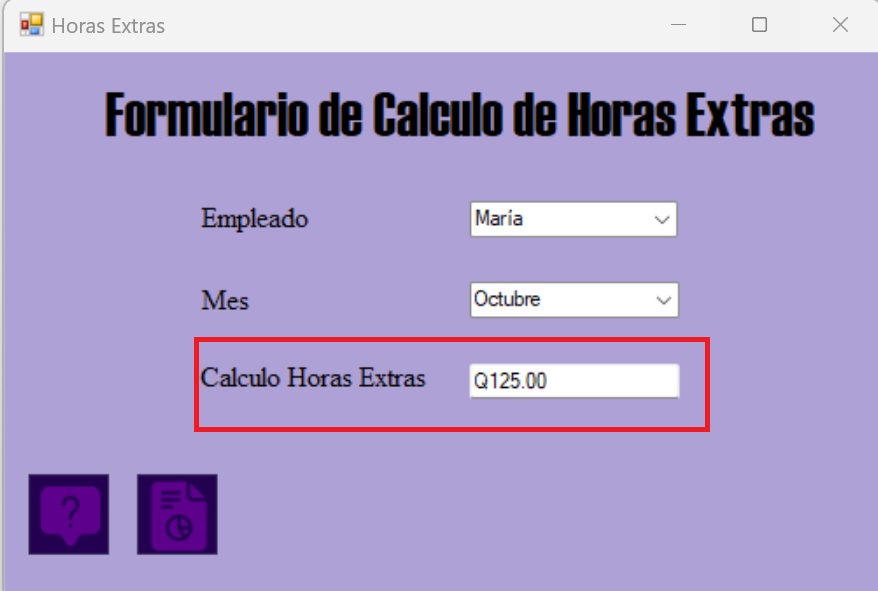 Horas Extras
Formulario de Calculo de Horas Extras
Empleado María
Mes Octubre
Calculo Horas Extras Q125.00
?